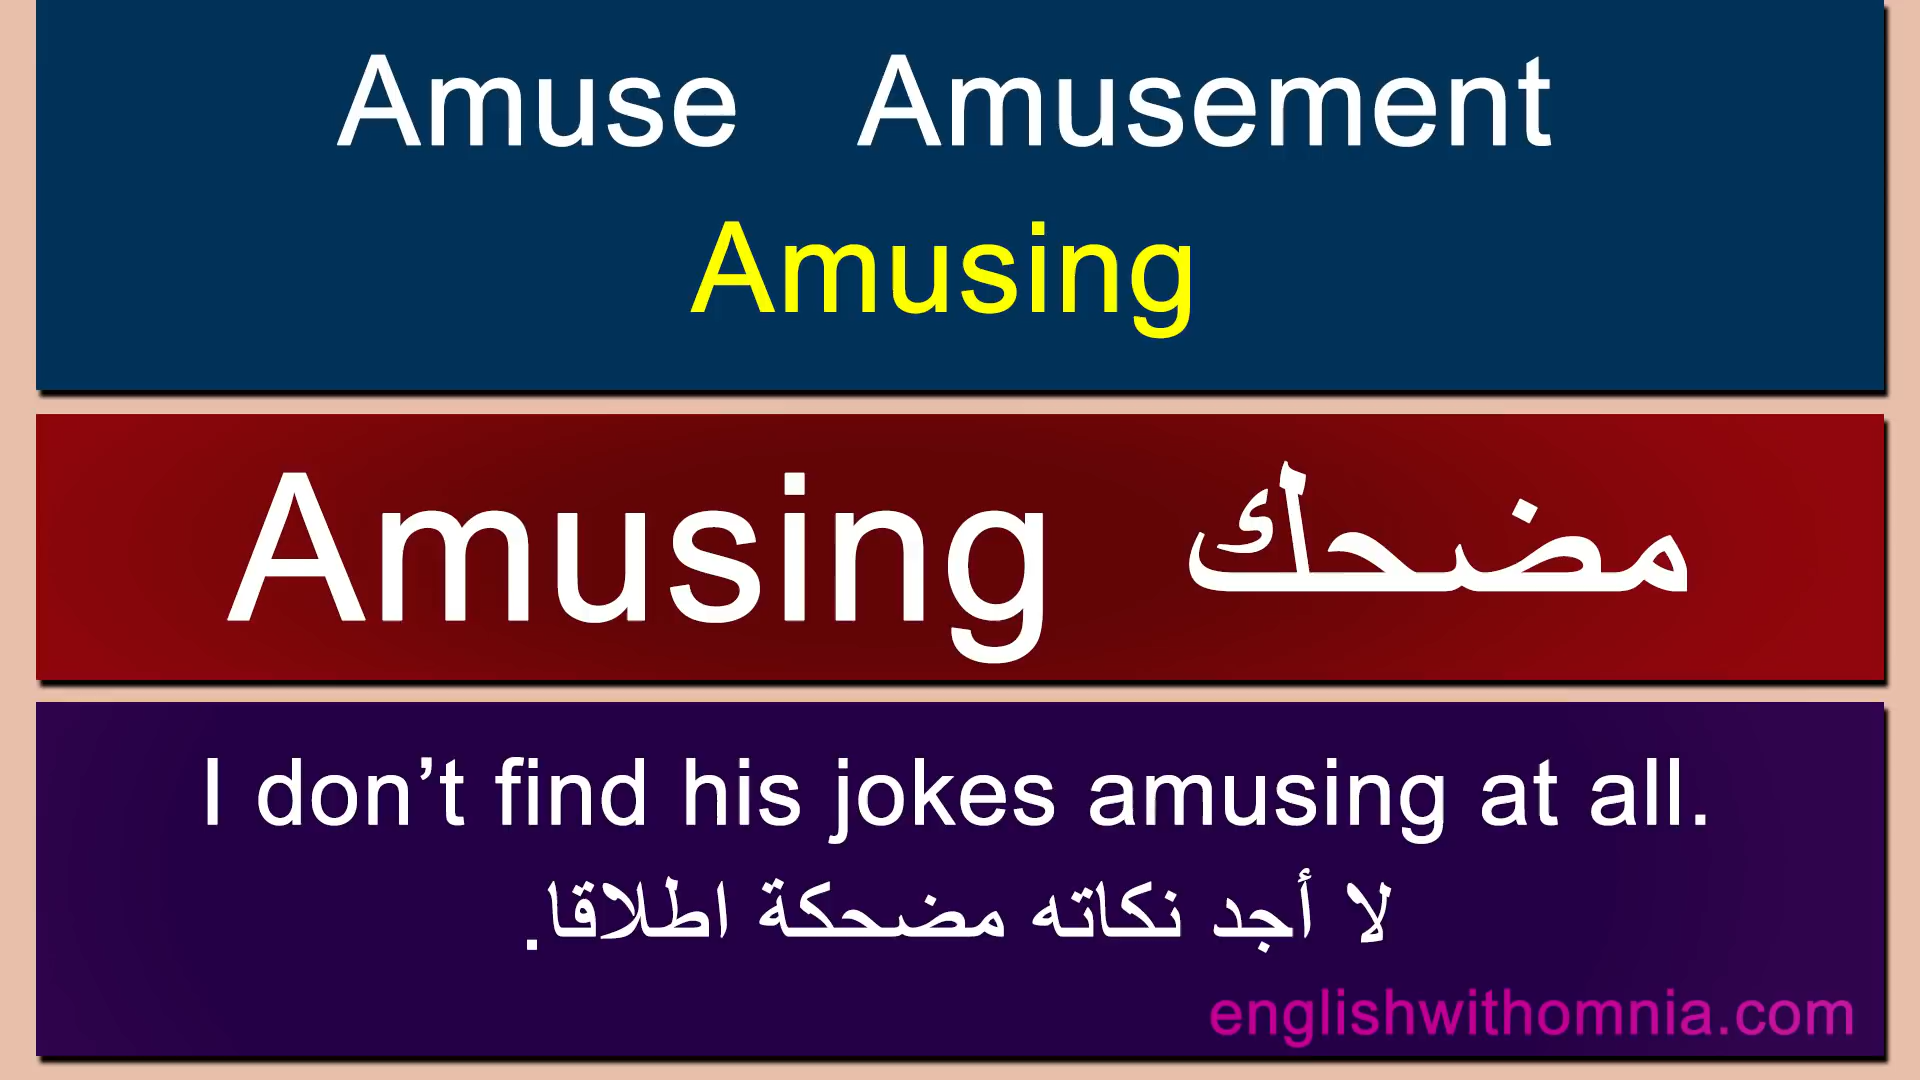 Amuse Amusement
Amusing
Amusing مضحك
I don’t find his jokes amusing at all.
لا أجد نكاته مضحكة اطلاقا.
englishwithomnia.com